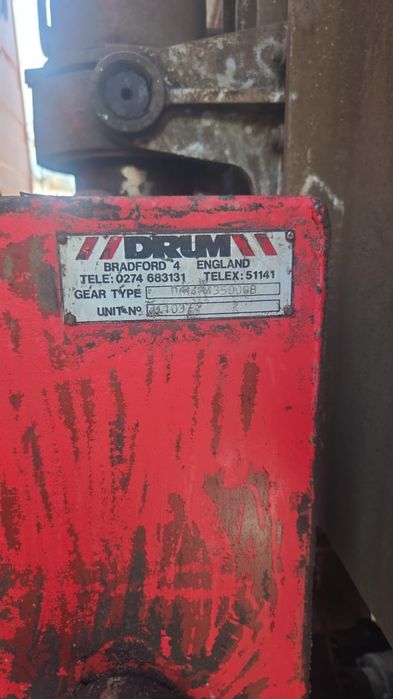 DRUM
BRADFORD 4 ENGLAND
TELE: 0274 683131 TELEX: 51141
GEAR TYPE
UNIT No